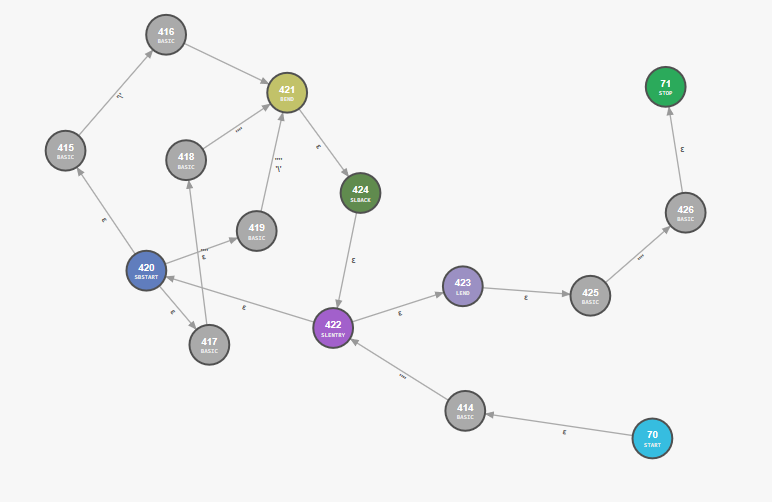 416
BASIC
71
STOP
421
BEND
'\'
''''
415
BASIC
418
BASIC
''''
'\'
ε
ε
424
SLBACK
426
BASIC
ε
419
BASIC
''''
ε
420
SBSTART
ε
''''
423
LEND
ε
425
BASIC
ε
ε
422
SLENTRY
ε
417
BASIC
''''
414
BASIC
ε
70
START